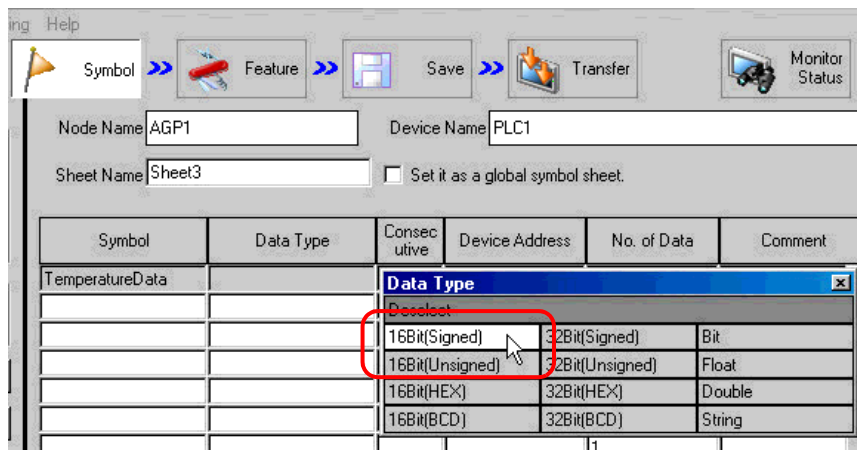 ing Help
Symbol >> Feature >> Save >> Transfer Monitor Status
Node Name AGP1 Device Name PLC1
Sheet Name Sheet3 Set it as a global symbol sheet.
Symbol Data Type Consecutive Device Address No. of Data Comment
TemperatureData
Data Type
Deselect
16Bit(Signed) 32Bit(Signed) Bit
16Bit(Unsigned) 32Bit(Unsigned) Float
16Bit(HEX) 32Bit(HEX) Double
16Bit(BCD) 32Bit(BCD) String
1